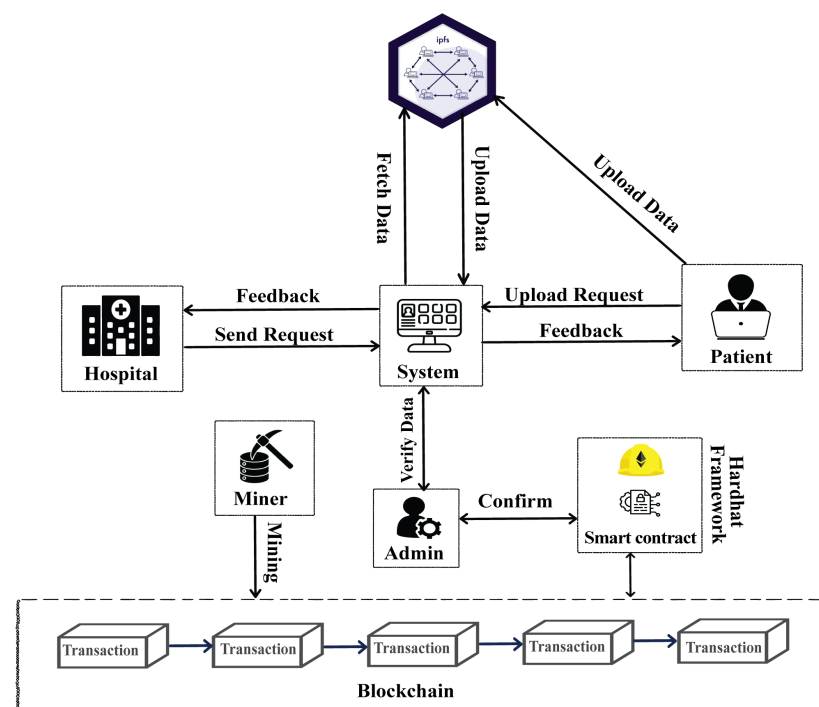 ipfs
Fetch Data
Upload Data
Upload Data
Feedback
Send Request
Upload Request
Feedback
Hospital
System
Patient
Verify Data
Miner
Mining
Admin
Confirm
Smart contract
Hardhat
Framework
Transaction
Transaction
Transaction
Transaction
Transaction
Blockchain